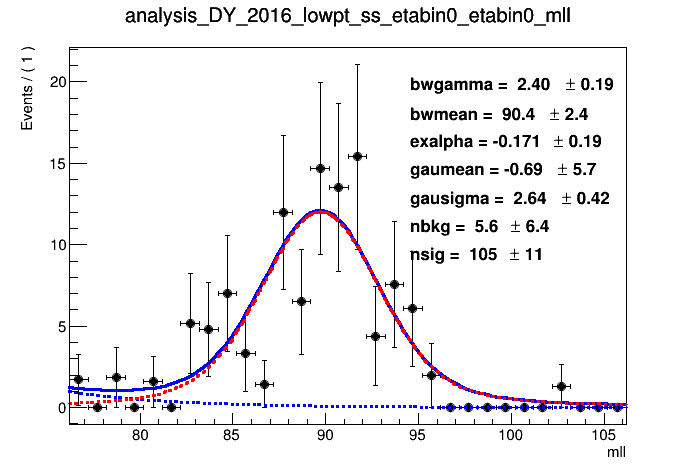 analysis_DY_2016_lowpt_ss_etabin0_etabin0_mll
Events / ( 1 )
20
15
10
5
0
bwgamma = 2.40 ± 0.19
bwmean = 90.4 ± 2.4
exalpha = -0.171 ± 0.19
gaumean = -0.69 ± 5.7
gausigma = 2.64 ± 0.42
nbkg = 5.6 ± 6.4
nsig = 105 ± 11
80 85 90 95 100 105
mll